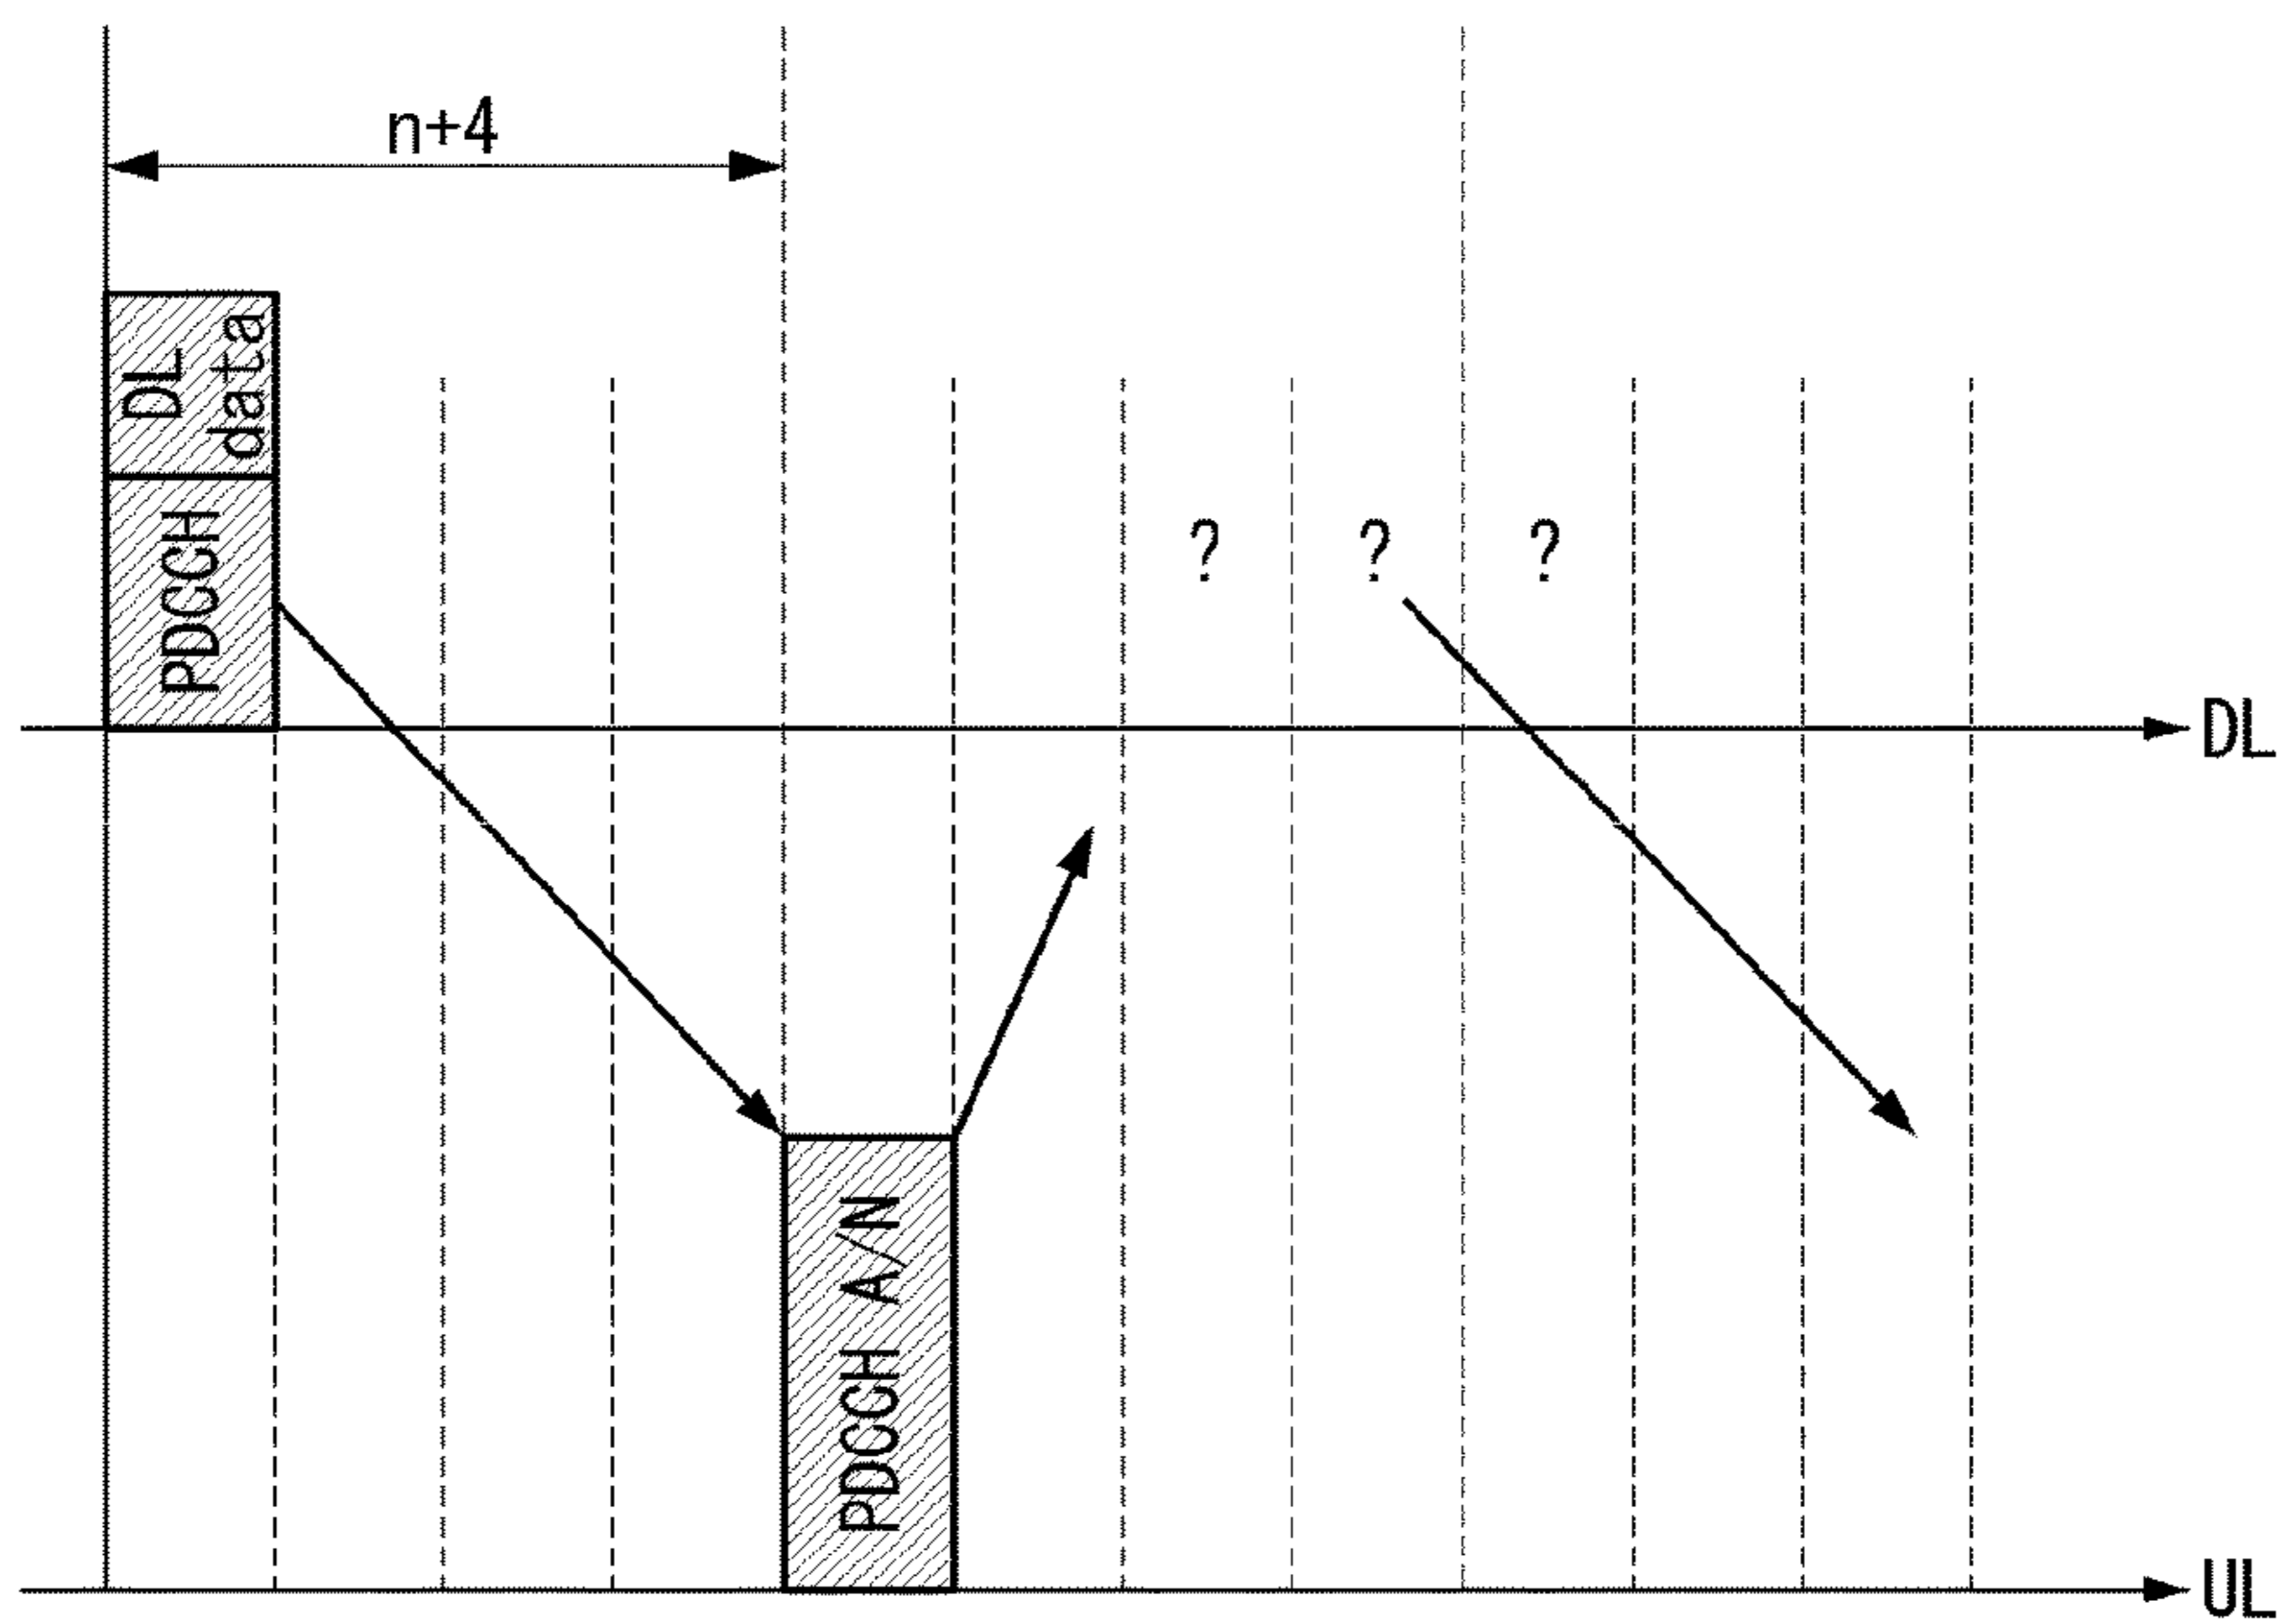 n+4
DL
data
PDCCH
? ? ?
DL
PDCCH A/N
UL